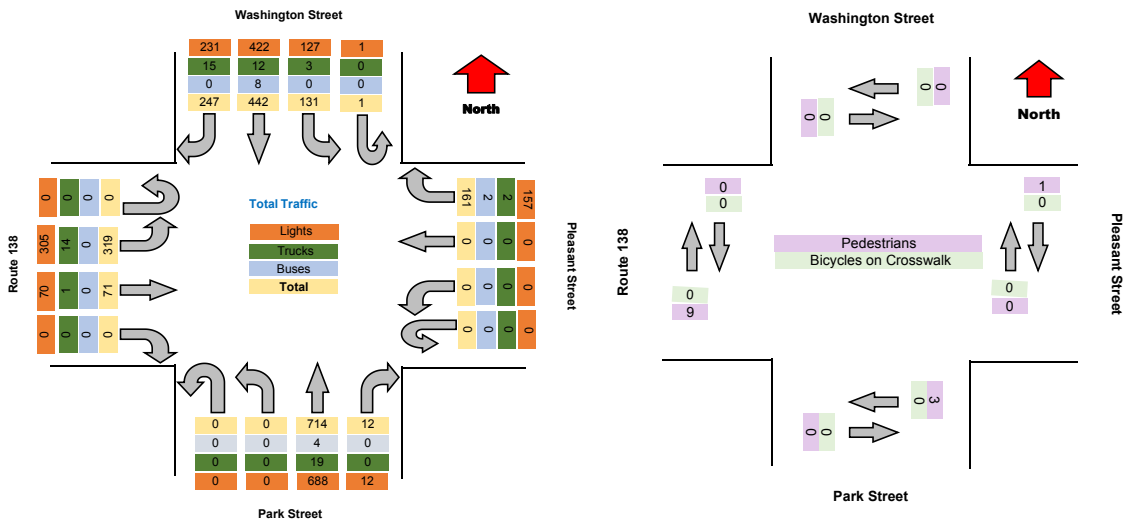 Washington Street
231 422 127 1
15 12 3 0
0 8 0 0
247 442 131 1
North
Route 138
0 0 0 0
305 14 0 319
70 1 0 71
0 0 0 0
Total Traffic
Lights
Trucks
Buses
Total
161 2 2 157
0 0 0 0
0 0 0 0
0 0 0 0
Pleasant Street
0 0 714 12
0 0 4 0
0 0 19 0
0 0 688 12
Park Street
Washington Street
0 0
0 0
North
Route 138
0
0
0
9
Pedestrians
Bicycles on Crosswalk
1
0
0
0
Pleasant Street
0 3
0 0
Park Street